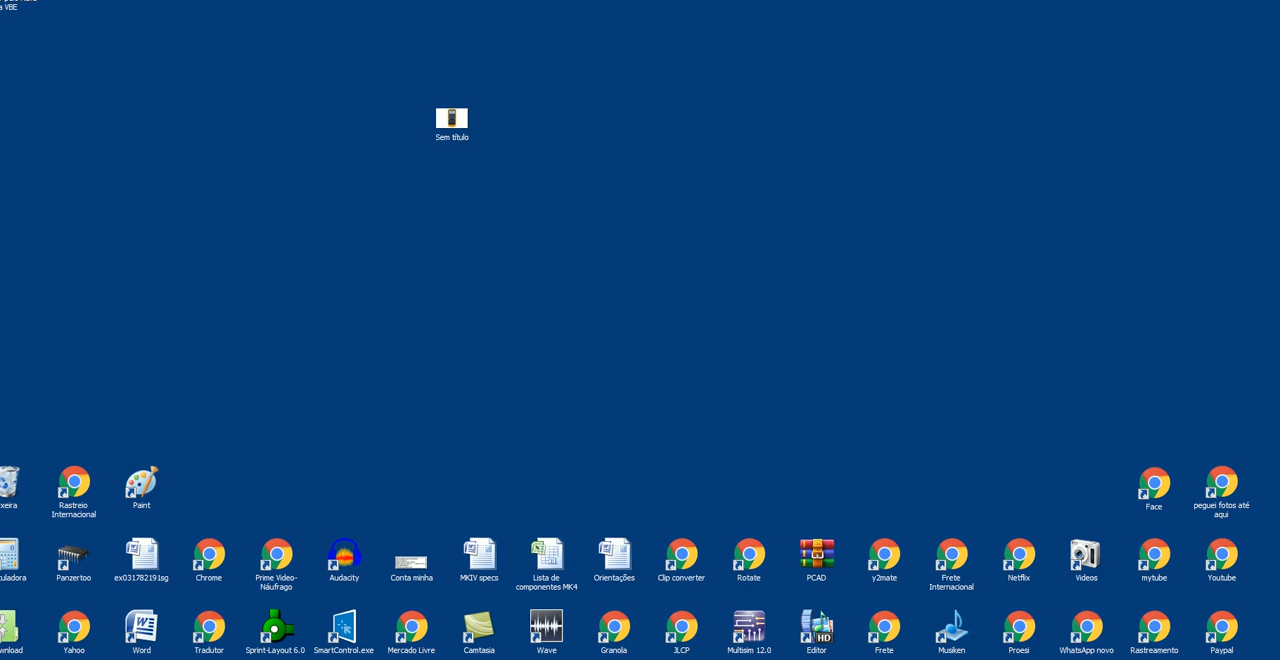 a VBE
Sem título
Rastreio
Internacional
Paint
Face
peguei fotos até
aqui
Panzertoo
ex031782191sg
Chrome
Prime Video-
Náufrago
Audacity
Conta minha
MKIV specs
Lista de
componentes MK4
Orientações
Clip converter
Rotate
PCAD
y2mate
Frete
Internacional
Netflix
Videos
mytube
Youtube
Yahoo
Word
Tradutor
Sprint-Layout 6.0
SmartControl.exe
Mercado Livre
Camtasia
Wave
Granola
JLCP
Multisim 12.0
HD
Editor
Frete
Musiken
Proesi
WhatsApp novo
Rastreamento
Paypal